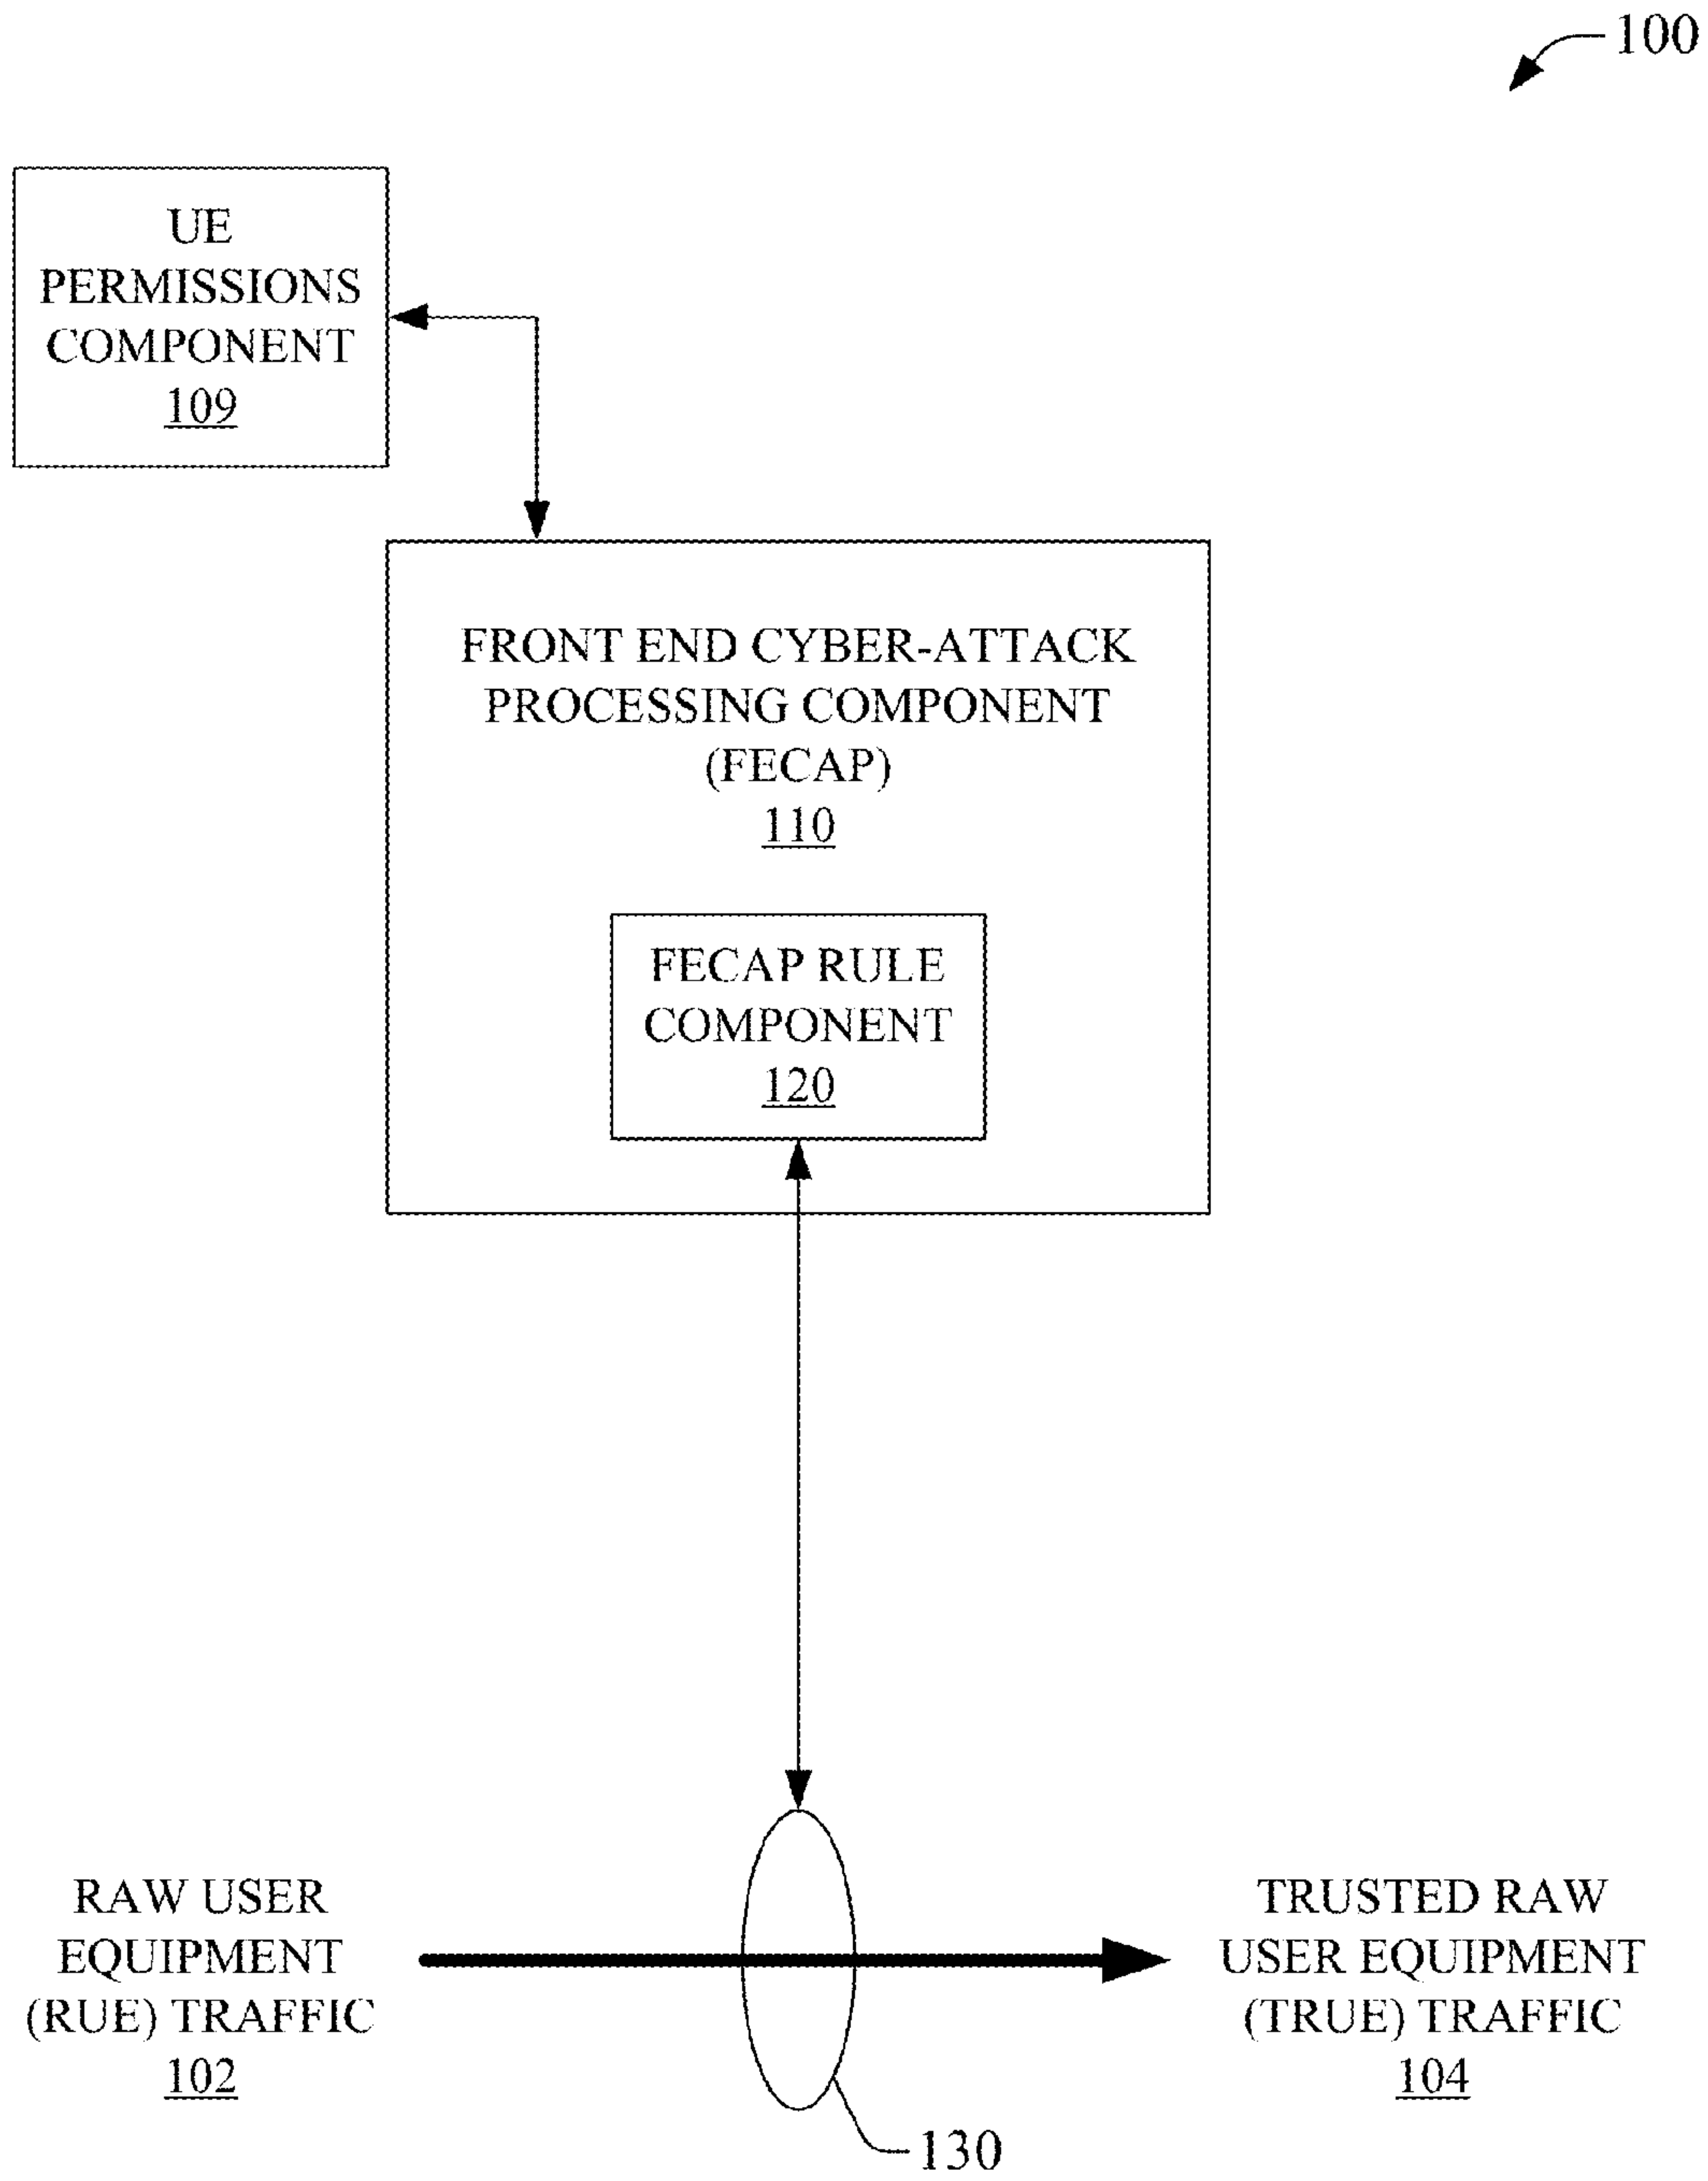 100
UE
PERMISSIONS
COMPONENT
109
FRONT END CYBER-ATTACK
PROCESSING COMPONENT
(FECAP)
110
FECAP RULE
COMPONENT
120
RAW USER
EQUIPMENT
(RUE) TRAFFIC
102
TRUSTED RAW
USER EQUIPMENT
(TRUE) TRAFFIC
104
130